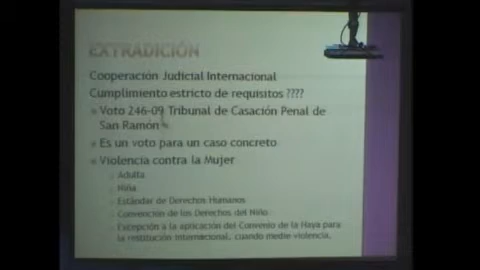 EXTRADICIÓN
Cooperación Judicial Internacional
Cumplimiento estricto de requisitos ????
Voto 246-09 Tribunal de Casación Penal de
San Ramón
Es un voto para un caso concreto
Violencia contra la Mujer
Adulta
Niña
Estándar de Derechos Humanos
Convención de los Derechos del Niño
Excepción a la aplicación del Convenio de la Haya para
la restitución internacional, cuando medie violencia.